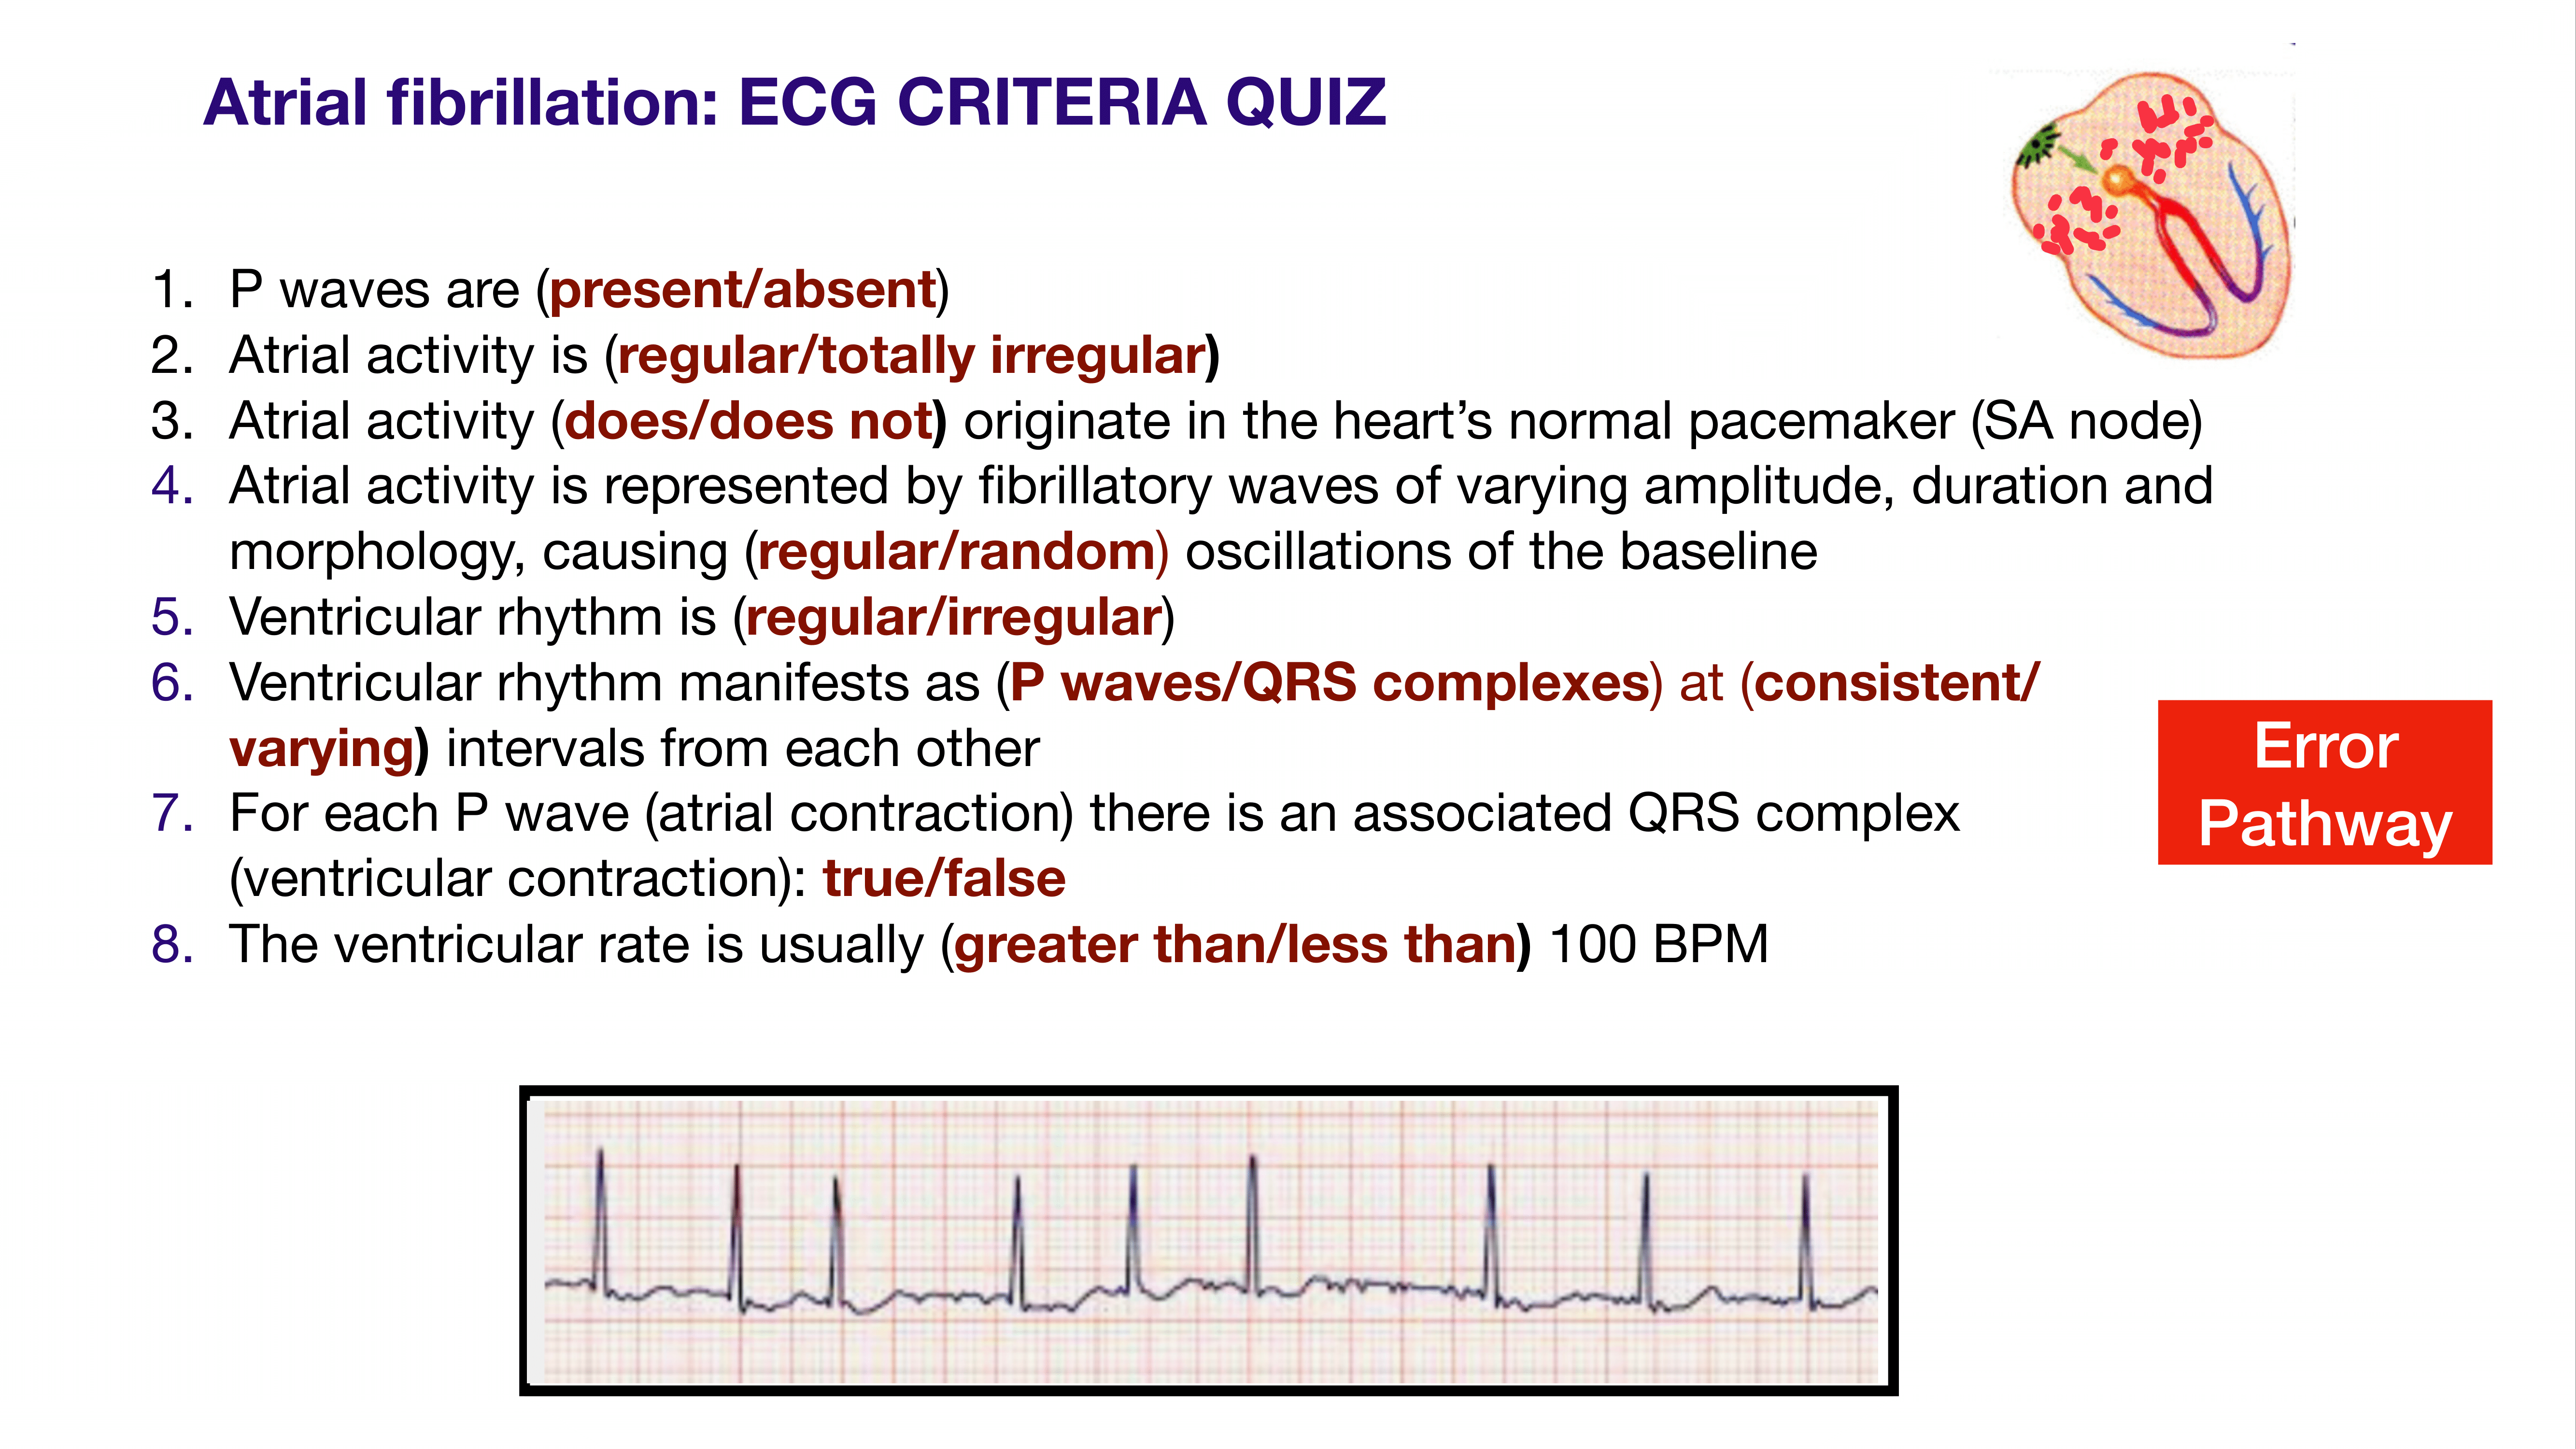 Atrial fibrillation: ECG CRITERIA QUIZ
1. P waves are (present/absent)
2. Atrial activity is (regular/totally irregular)
3. Atrial activity (does/does not) originate in the heart’s normal pacemaker (SA node)
4. Atrial activity is represented by fibrillatory waves of varying amplitude, duration and
morphology, causing (regular/random) oscillations of the baseline
5. Ventricular rhythm is (regular/irregular)
6. Ventricular rhythm manifests as (P waves/QRS complexes) at (consistent/
varying) intervals from each other
7. For each P wave (atrial contraction) there is an associated QRS complex
(ventricular contraction): true/false
8. The ventricular rate is usually (greater than/less than) 100 BPM
Error
Pathway